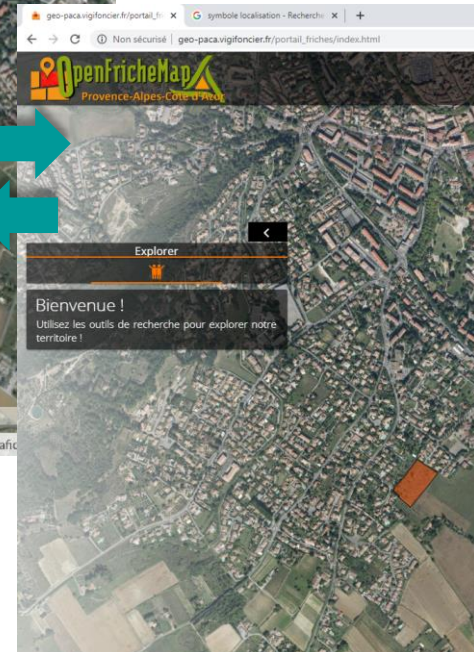 geo-paca.vigifoncier.fr/portail_fri
symbole localisation - Recherche
Non sécurisé | geo-paca.vigifoncier.fr/portail_friches/index.html
OpenFricheMap
Provence-Alpes-Côte d'Azur
Explorer
Bienvenue !
Utilisez les outils de recherche pour explorer notre
territoire !